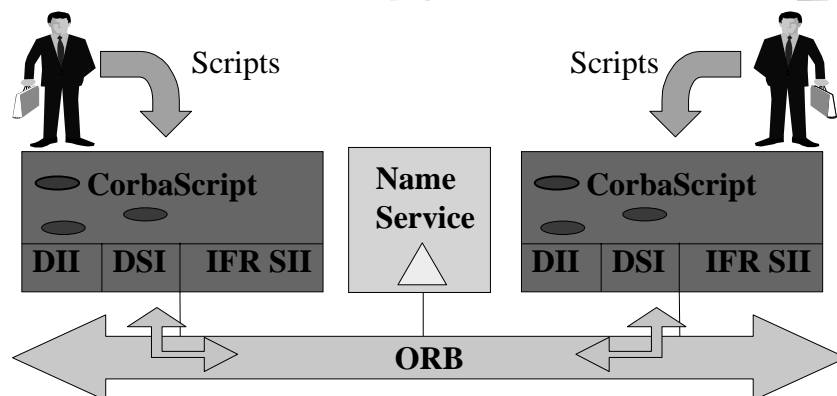 Scripts
Scripts
CorbaScript
Name
Service
CorbaScript
DII DSI IFR SII
DII DSI IFR SII
ORB